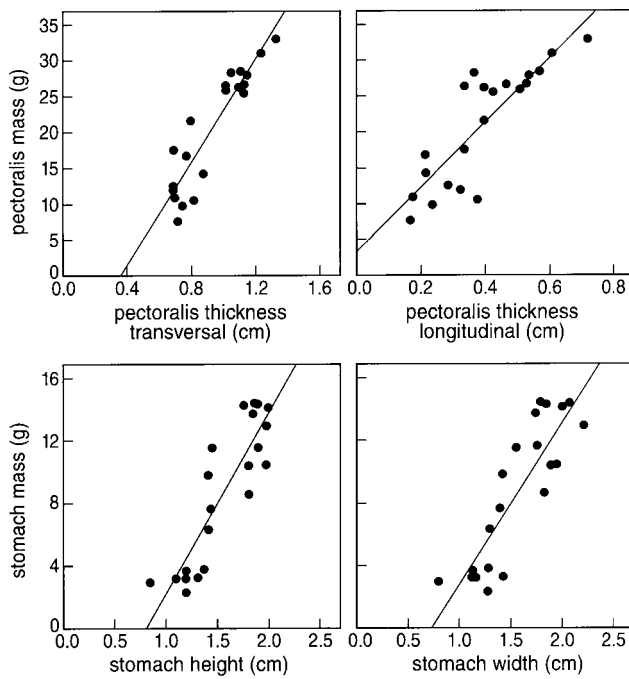 pectoralis mass (g)
35
30
25
20
15
10
5
0
0.0 0.4 0.8 1.2 1.6
pectoralis thickness
transversal (cm)
0.0 0.2 0.4 0.6 0.8
pectoralis thickness
longitudinal (cm)
stomach mass (g)
16
12
8
4
0
0.0 0.5 1.0 1.5 2.0 2.5
stomach height (cm)
0.0 0.5 1.0 1.5 2.0 2.5
stomach width (cm)